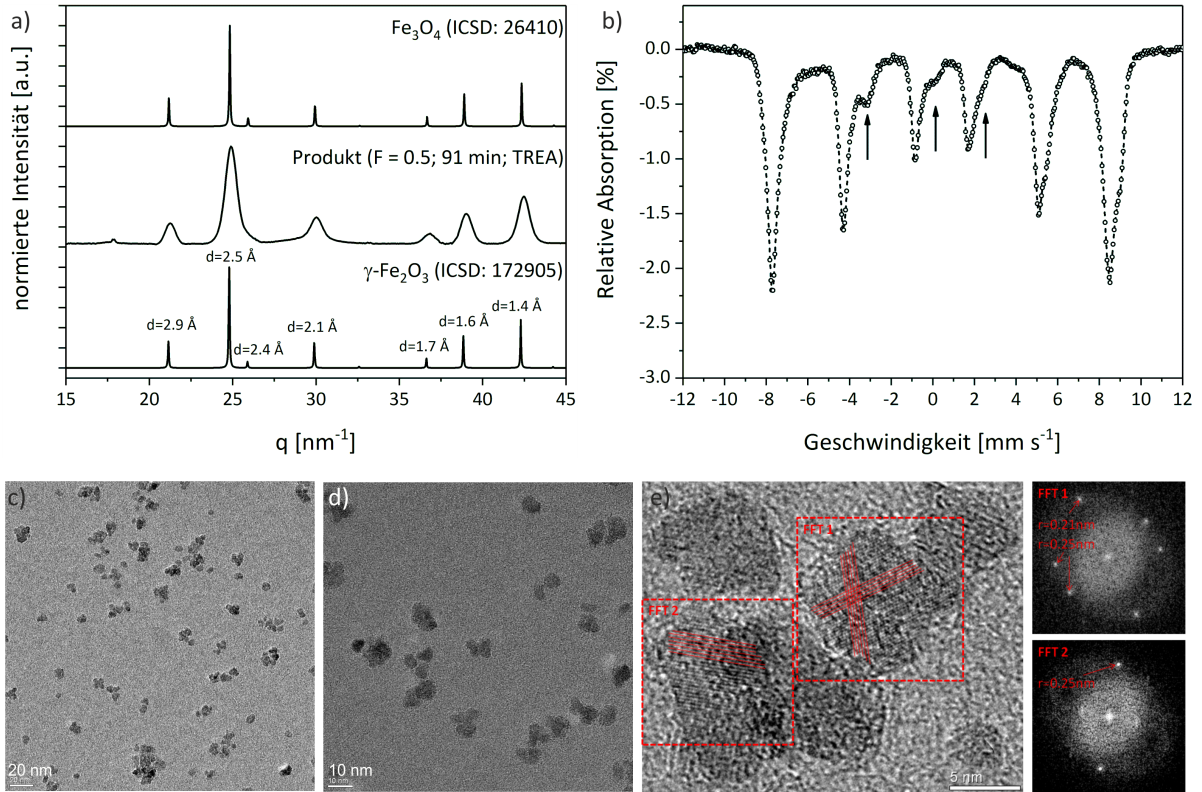 a)
normierte Intensität [a.u.]
Fe3O4 (ICSD: 26410)
Produkt (F = 0.5; 91 min; TREA)
γ-Fe2O3 (ICSD: 172905)
d=2.9 Å
d=2.5 Å
d=2.4 Å
d=2.1 Å
d=1.7 Å
d=1.6 Å
d=1.4 Å
15 20 25 30 35 40 45
q [nm-1]
b)
Relative Absorption [%]
0.0
-0.5
-1.0
-1.5
-2.0
-2.5
-3.0
-12 -10 -8 -6 -4 -2 0 2 4 6 8 10 12
Geschwindigkeit [mm s-1]
c)
20 nm
d)
10 nm
e)
FFT 1
FFT 2
5 nm
FFT 1
r=0.21nm
r=0.25nm
FFT 2
r=0.25nm